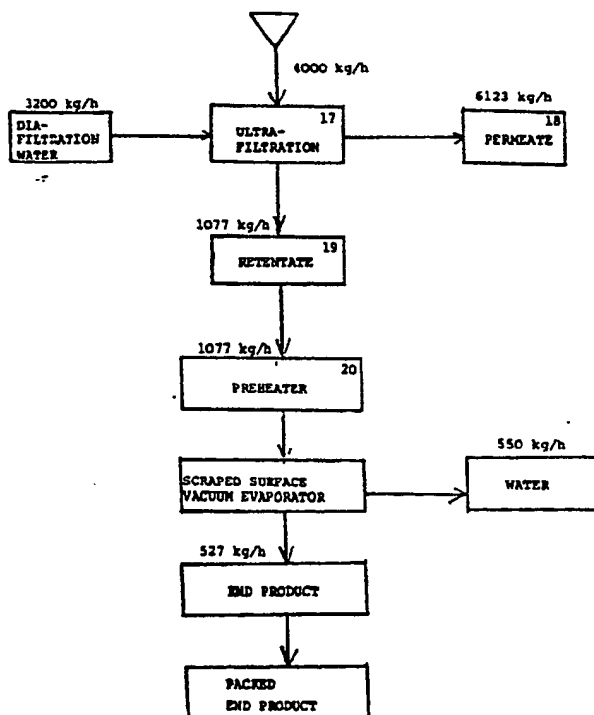 4000 kg/h
3200 kg/h
DIA-
FILTRATION
WATER
17
ULTRA-
FILTRATION
6123 kg/h
18
PERMEATE
1077 kg/h
19
RETENTATE
1077 kg/h
20
PREHEATER
SCRAPED SURFACE
VACUUM EVAPORATOR
550 kg/h
WATER
527 kg/h
END PRODUCT
PACKED
END PRODUCT